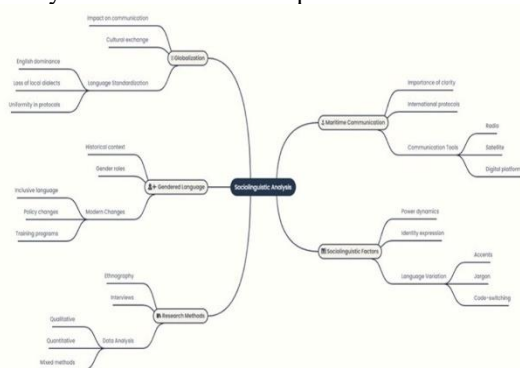 Impact on communication
Cultural exchange
Globalization
English dominance
Loss of local dialects
Language Standardization
Uniformity in protocols
Historical context
Gender roles
Gendered Language
Inclusive language
Policy changes
Modern Changes
Training programs
Ethnography
Interviews
Research Methods
Qualitative
Quantitative
Data Analysis
Mixed methods
Sociolinguistic Analysis
Importance of clarity
International protocols
Maritime Communication
Radio
Communication Tools
Satellite
Digital platform
Power dynamics
Identity expression
Sociolinguistic Factors
Accents
Language Variation
Jargon
Code-switching